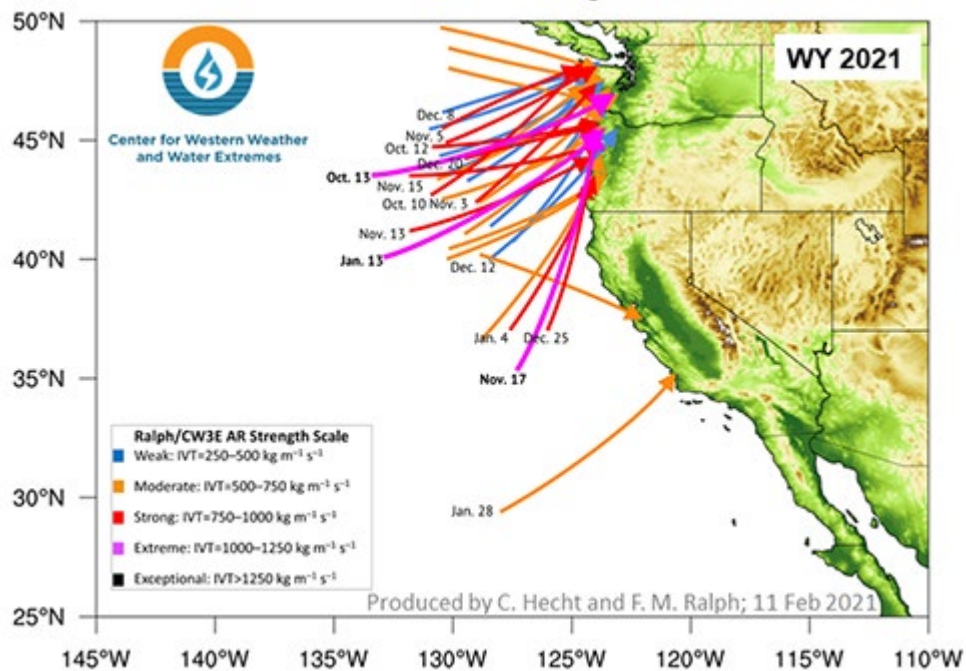 50°N
WY 2021
Center for Western Weather
and Water Extremes
45°N
Dec. 8
Nov. 5
Oct. 12
Dec. 20
Oct. 13
Nov. 15
Oct. 10 Nov. 3
Nov. 13
Jan. 13
40°N
Dec. 12
Jan. 4
Dec. 25
Nov. 17
35°N
Ralph/CW3E AR Strength Scale
Weak: IVT=250–500 kg m⁻¹ s⁻¹
Moderate: IVT=500–750 kg m⁻¹ s⁻¹
Strong: IVT=750–1000 kg m⁻¹ s⁻¹
Extreme: IVT=1000–1250 kg m⁻¹ s⁻¹
Exceptional: IVT>1250 kg m⁻¹ s⁻¹
30°N
Jan. 28
Produced by C. Hecht and F. M. Ralph; 11 Feb 2021
25°N
145°W 140°W 135°W 130°W 125°W 120°W 115°W 110°W